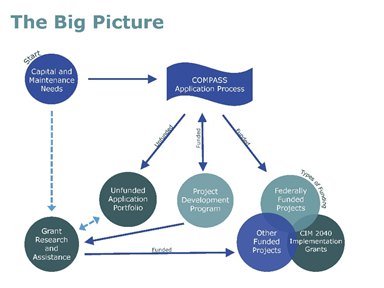 The Big Picture
Start
Capital and
Maintenance
Needs
COMPASS
Application Process
Unfunded
Funded
Funded
Types of Funding
Unfunded
Application
Portfolio
Project
Development
Program
Federally
Funded
Projects
Grant
Research
and
Assistance
Funded
Other
Funded
Projects
CIM 2040
Implementation
Grants